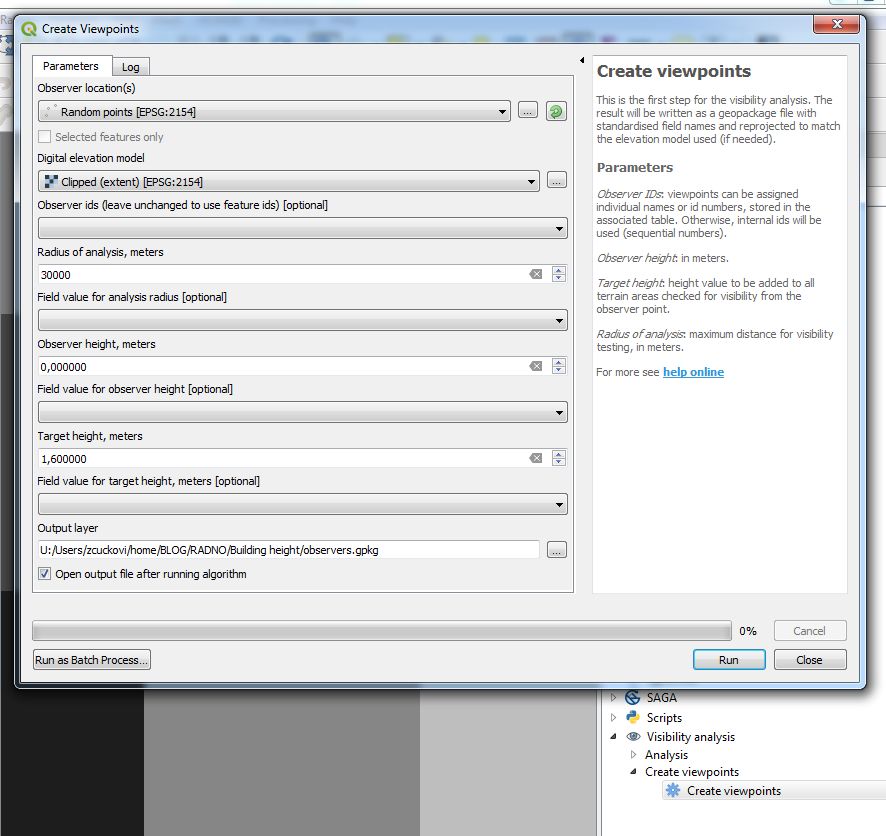 Create Viewpoints
Parameters
Log
Observer location(s)
Random points [EPSG:2154]
...
Selected features only
Digital elevation model
Clipped (extent) [EPSG:2154]
...
Observer ids (leave unchanged to use feature ids) [optional]
Radius of analysis, meters
30000
Field value for analysis radius [optional]
Observer height, meters
0,000000
Field value for observer height [optional]
Target height, meters
1,600000
Field value for target height, meters [optional]
Output layer
U:/Users/zcuckovi/home/BLOG/RADNO/Building height/observers.gpkg
...
Open output file after running algorithm
Create viewpoints
This is the first step for the visibility analysis. The
result will be written as a geopackage file with
standardised field names and reprojected to match
the elevation model used (if needed).
Parameters
Observer IDs: viewpoints can be assigned
individual names or id numbers, stored in the
associated table. Otherwise, internal ids will be
used (sequential numbers).
Observer height: in meters.
Target height: height value to be added to all
terrain areas checked for visibility from the
observer point.
Radius of analysis: maximum distance for visibility
testing, in meters.
For more see help online
0%
Cancel
Run as Batch Process...
Run
Close
SAGA
Scripts
Visibility analysis
Analysis
Create viewpoints
Create viewpoints